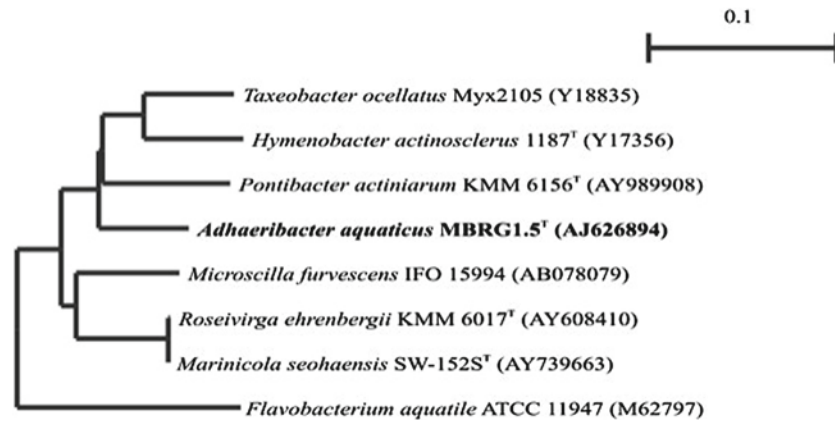 0.1
Taxeobacter ocellatus Myx2105 (Y18835)
Hymenobacter actinosclerus 1187ᵀ (Y17356)
Pontibacter actiniarum KMM 6156ᵀ (AY989908)
Adhaeribacter aquaticus MBRG1.5ᵀ (AJ626894)
Microscilla furvescens IFO 15994 (AB078079)
Roseivirga ehrenbergii KMM 6017ᵀ (AY608410)
Marinicola seohaensis SW-152Sᵀ (AY739663)
Flavobacterium aquatile ATCC 11947 (M62797)